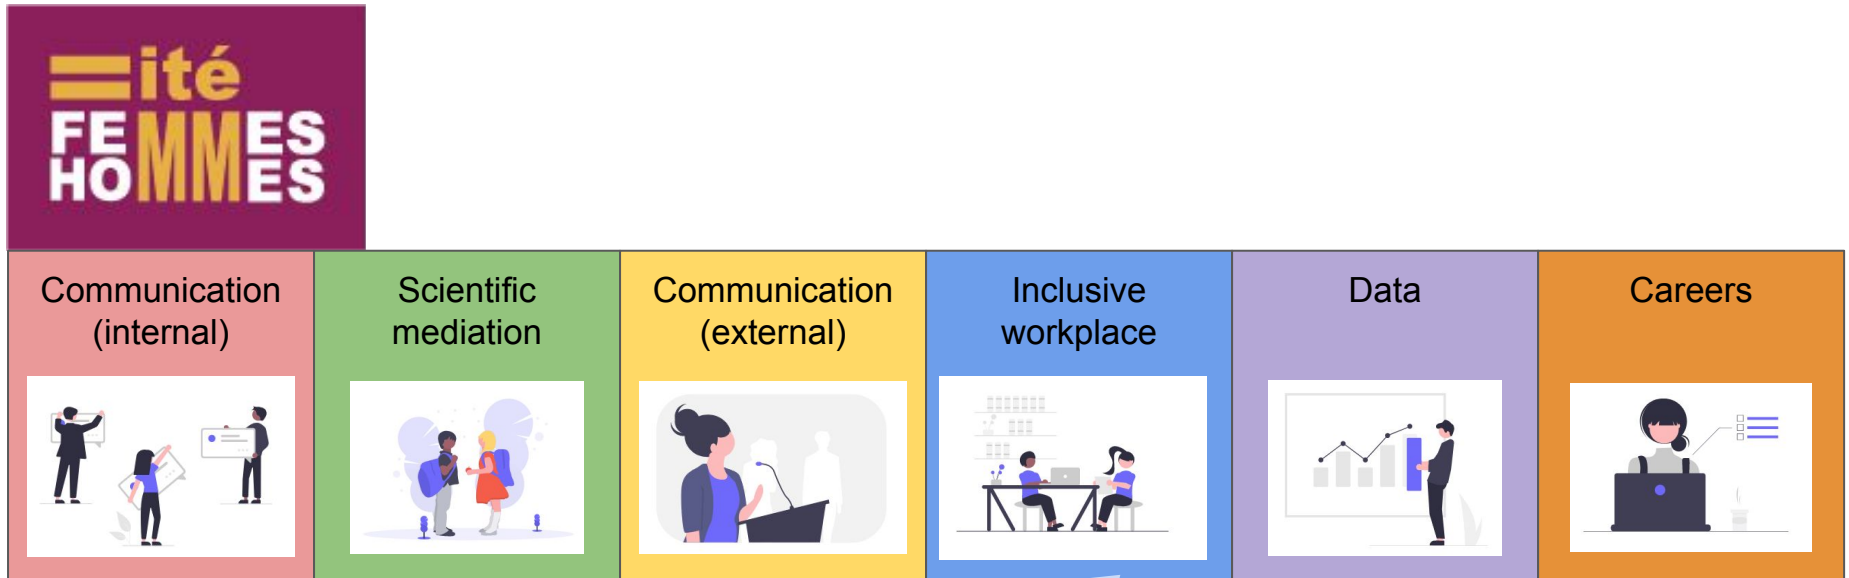 =ité
FEMMES
HOMMES
Communication
(internal)
Scientific
mediation
Communication
(external)
Inclusive
workplace
Data
Careers